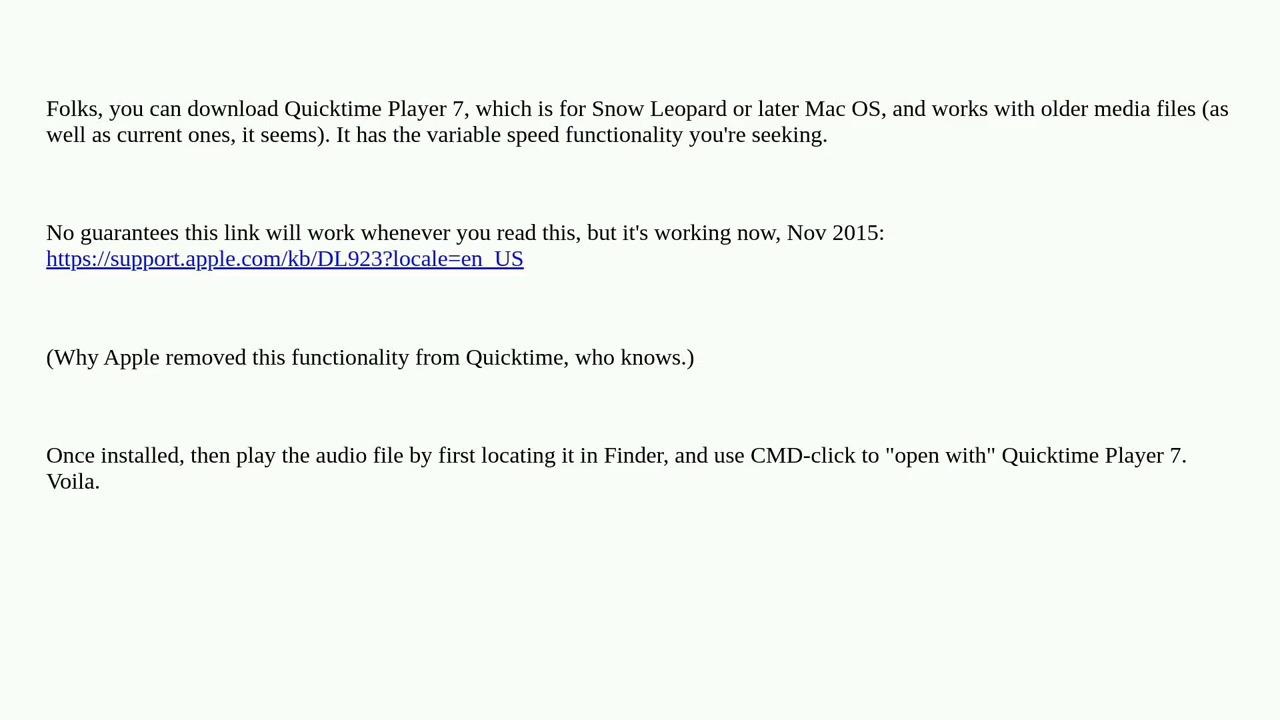 Folks, you can download Quicktime Player 7, which is for Snow Leopard or later Mac OS, and works with older media files (as
well as current ones, it seems). It has the variable speed functionality you're seeking.
No guarantees this link will work whenever you read this, but it's working now, Nov 2015:
https://support.apple.com/kb/DL923?locale=en_US
(Why Apple removed this functionality from Quicktime, who knows.)
Once installed, then play the audio file by first locating it in Finder, and use CMD-click to "open with" Quicktime Player 7.
Voila.